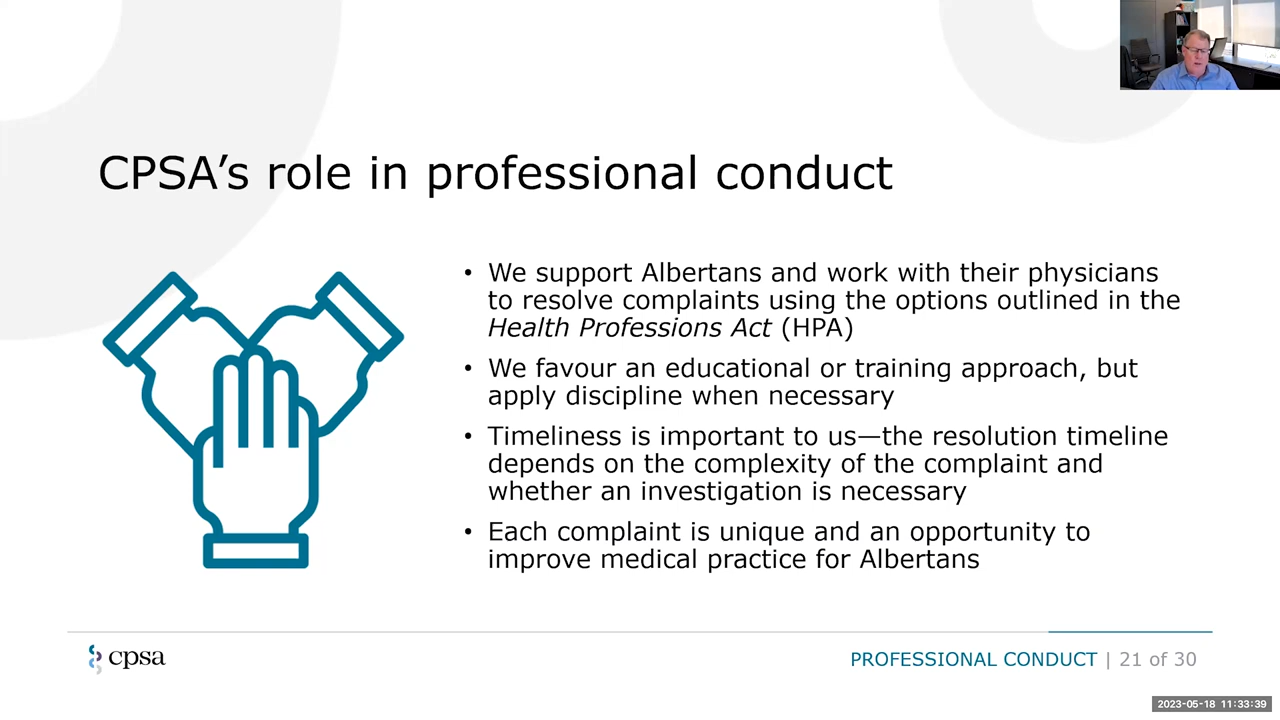 CPSA’s role in professional conduct
• We support Albertans and work with their physicians
to resolve complaints using the options outlined in the
Health Professions Act (HPA)
• We favour an educational or training approach, but
apply discipline when necessary
• Timeliness is important to us—the resolution timeline
depends on the complexity of the complaint and
whether an investigation is necessary
• Each complaint is unique and an opportunity to
improve medical practice for Albertans
cpsa
PROFESSIONAL CONDUCT | 21 of 30
2023-05-18 11:33:39